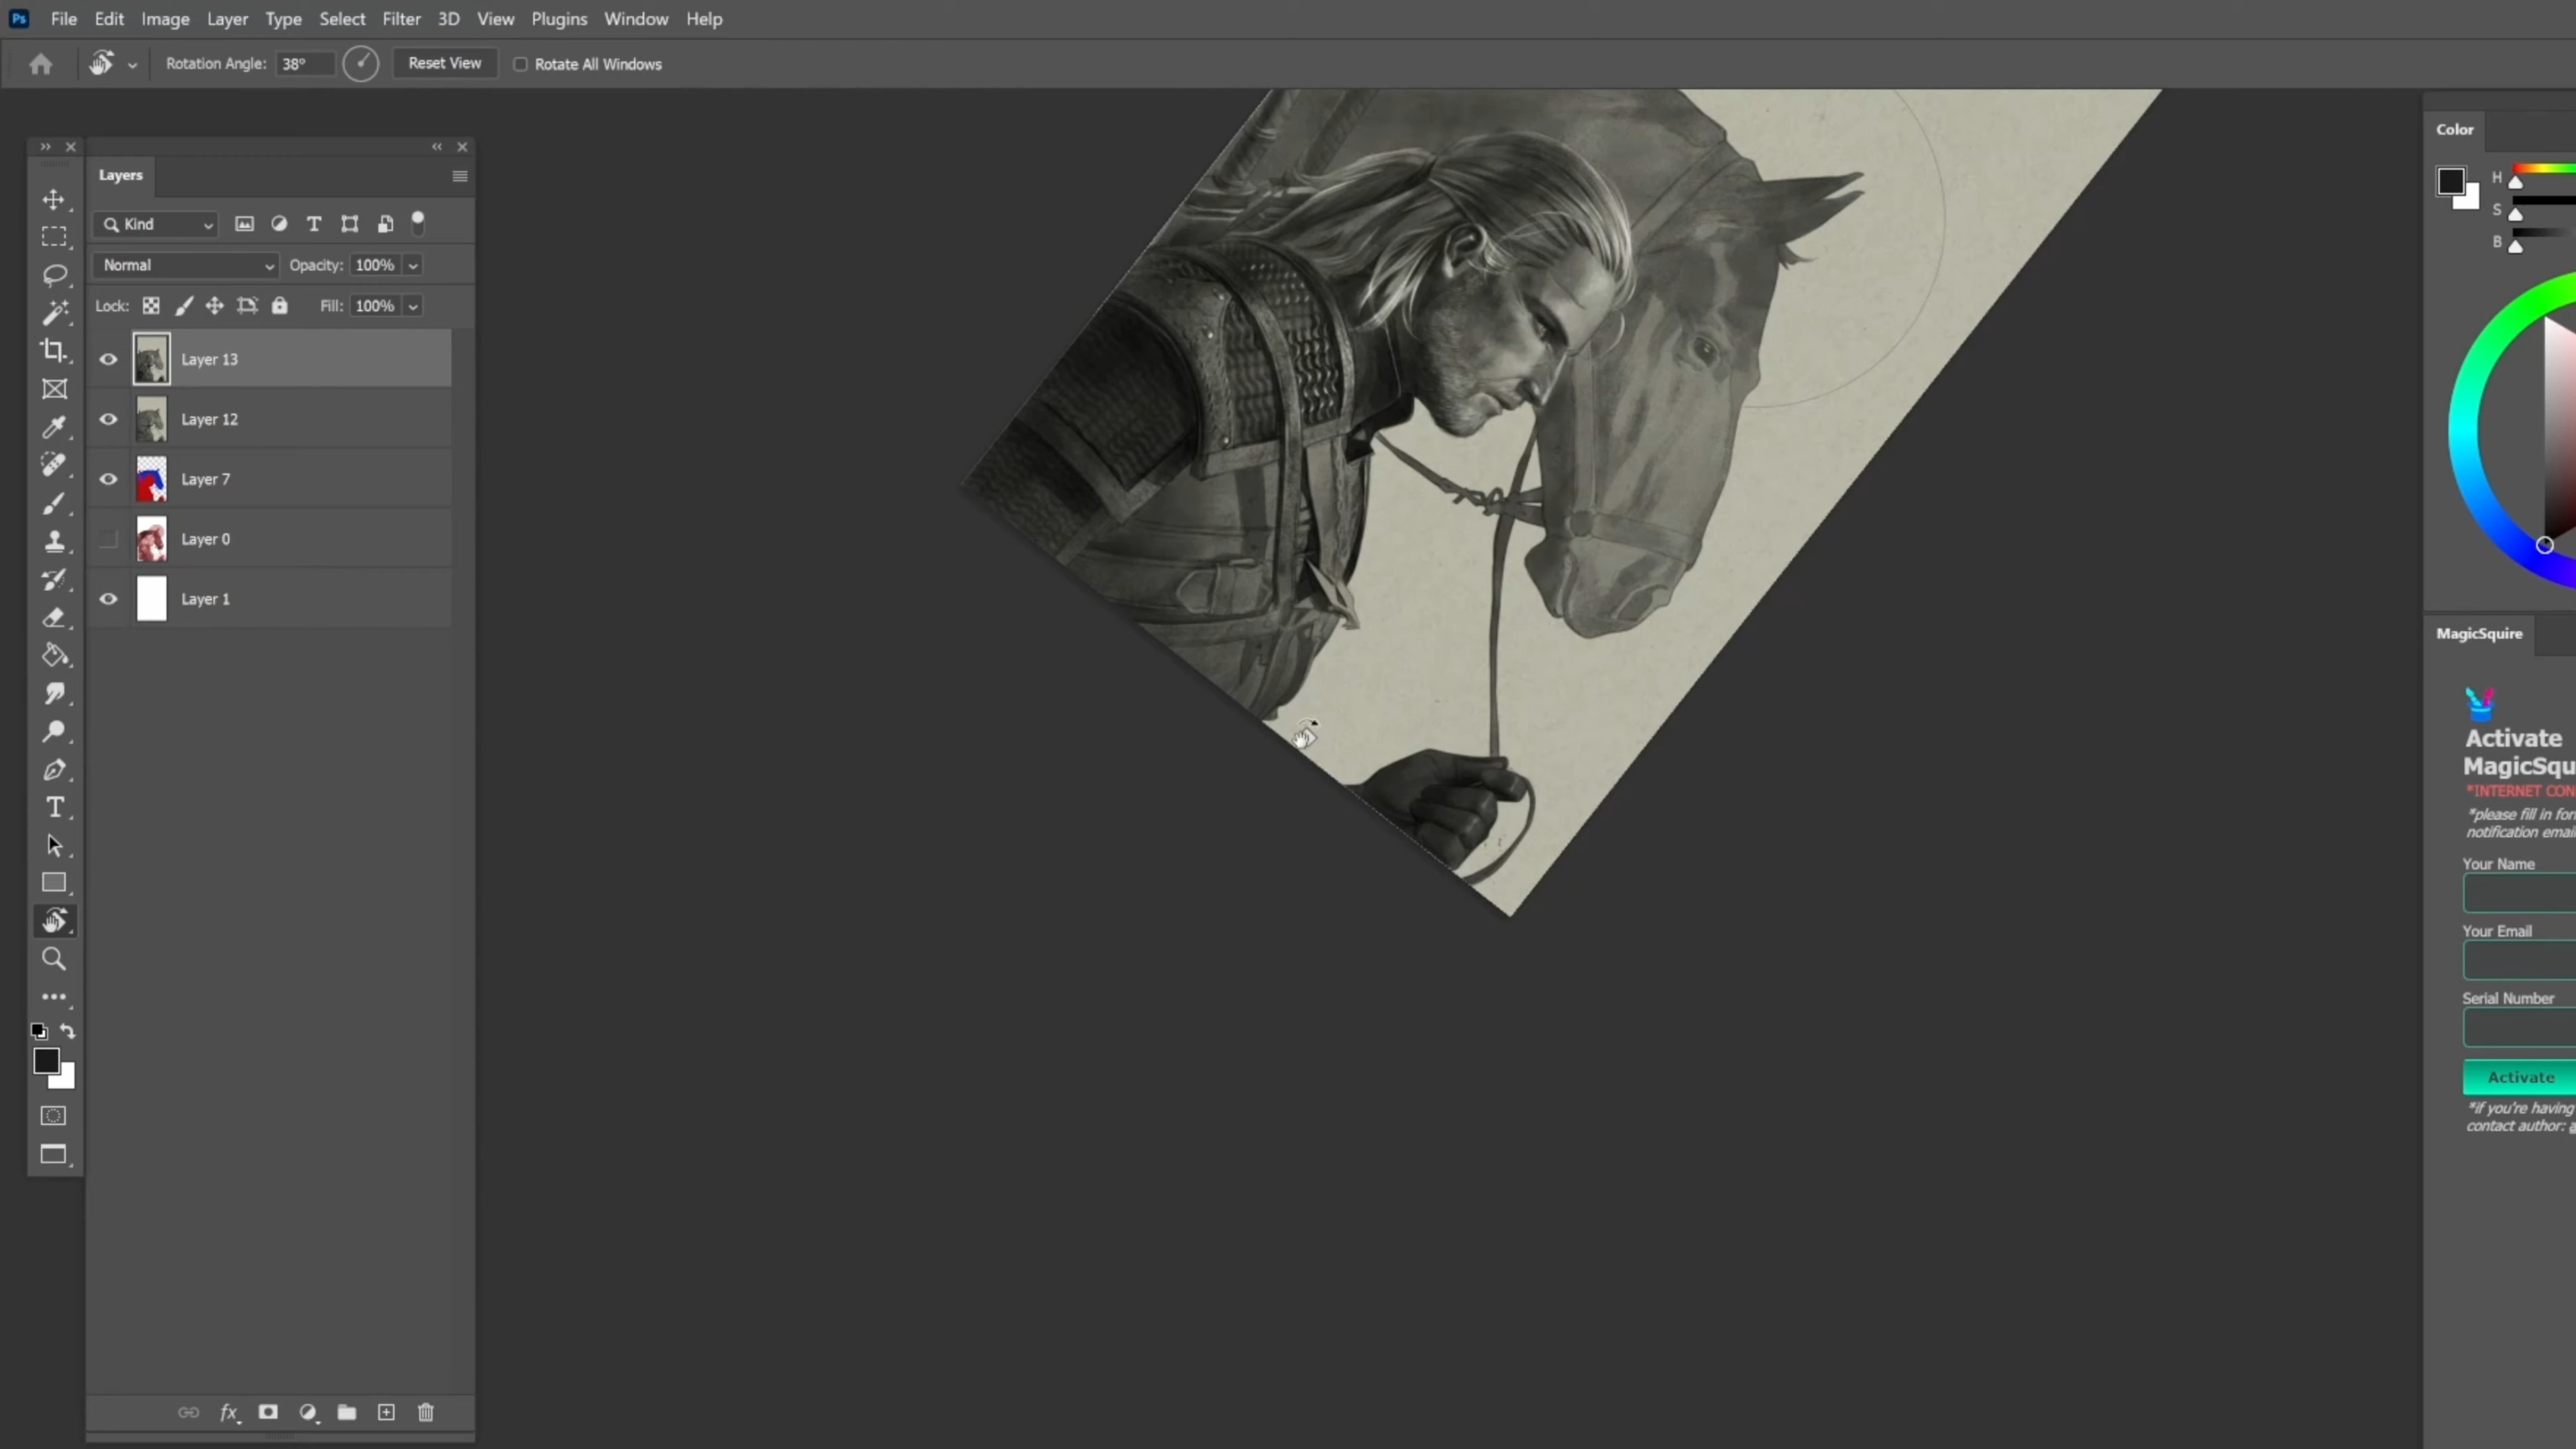 Ps File Edit Image Layer Type Select Filter 3D View Plugins Window Help
Rotation Angle: 38° Reset View Rotate All Windows
Layers
Kind
Normal Opacity: 100%
Lock: Fill: 100%
Layer 13
Layer 12
Layer 7
Layer 0
Layer 1
fx
Color
H
S
B
MagicSquire
Activate
MagicSqu
*INTERNET CON
*please fill in for
notification emai
Your Name
Your Email
Serial Number
Activate
*if you're having
contact author: a